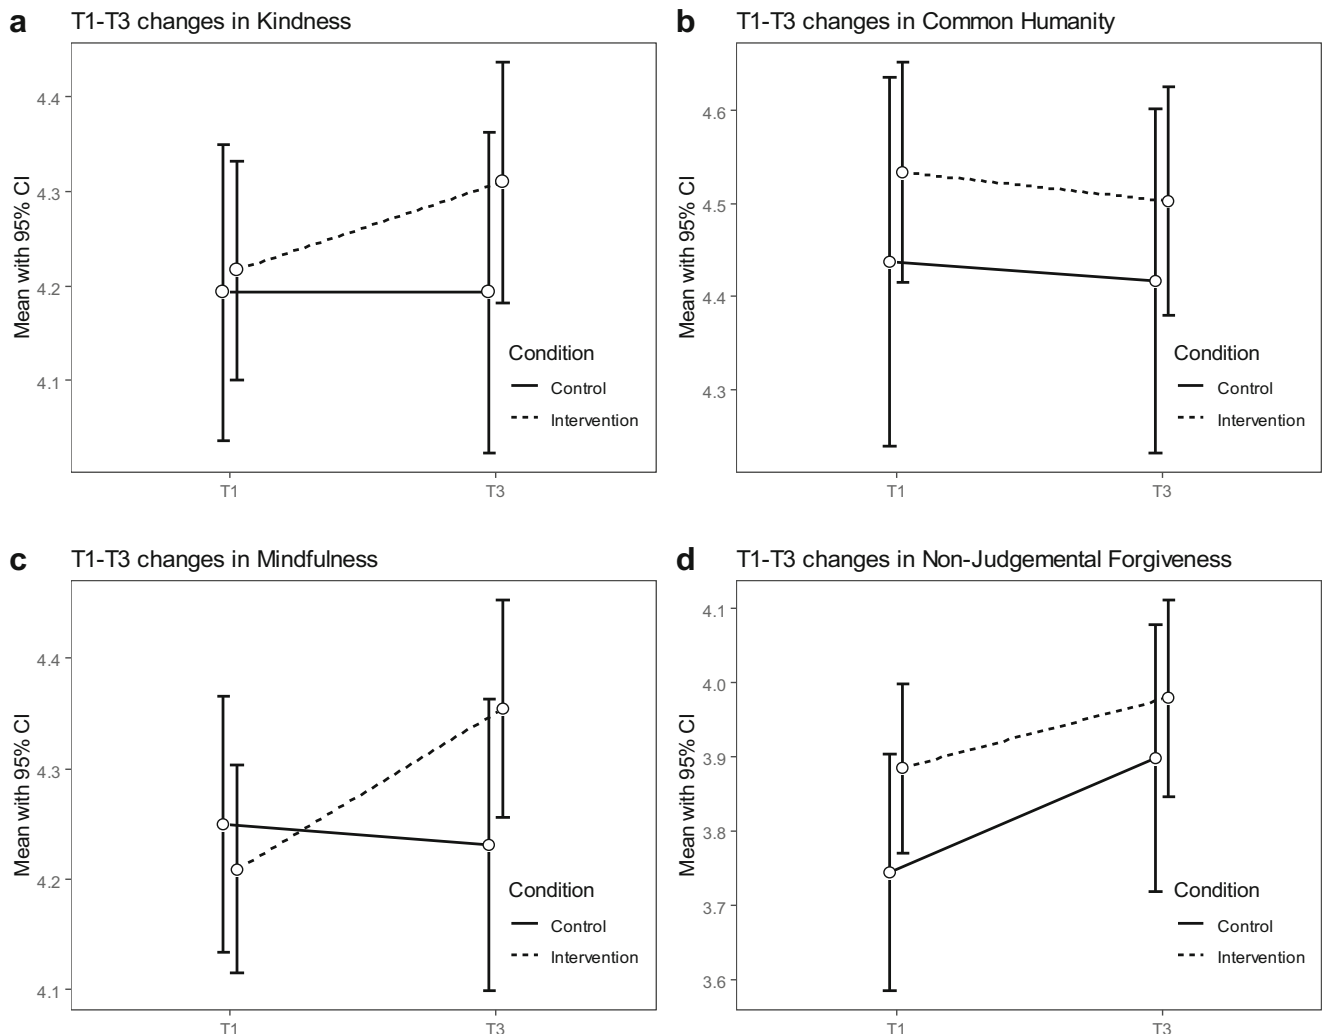 a T1-T3 changes in Kindness
Mean with 95% CI
4.4
4.3
4.2
4.1
T1 T3
Condition
Control
Intervention
b T1-T3 changes in Common Humanity
Mean with 95% CI
4.6
4.5
4.4
4.3
T1 T3
Condition
Control
Intervention
c T1-T3 changes in Mindfulness
Mean with 95% CI
4.4
4.3
4.2
4.1
T1 T3
Condition
Control
Intervention
d T1-T3 changes in Non-Judgemental Forgiveness
Mean with 95% CI
4.1
4.0
3.9
3.8
3.7
3.6
T1 T3
Condition
Control
Intervention